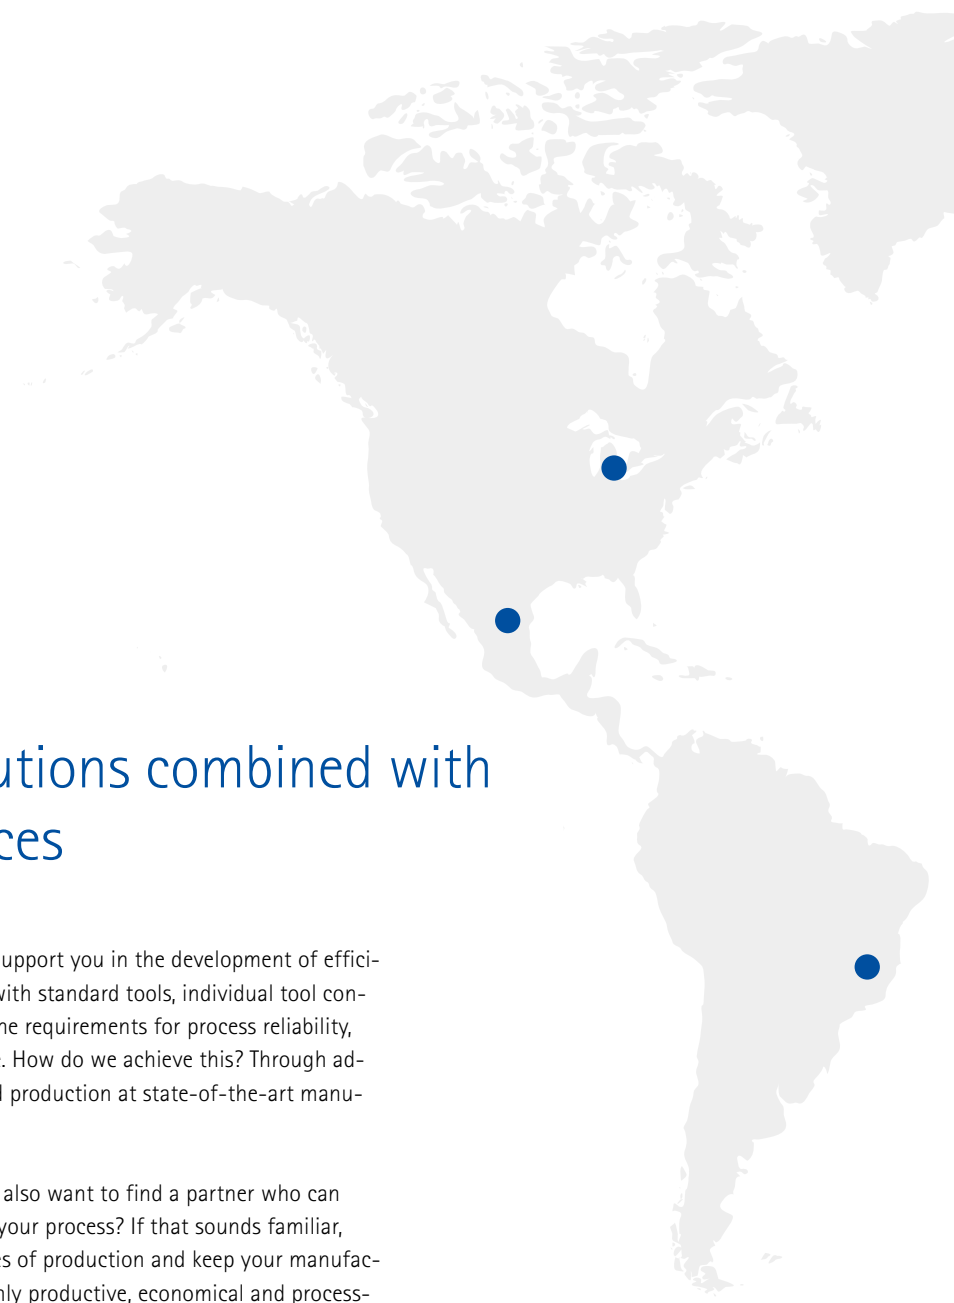 utions combined with
ces
upport you in the development of effici-
with standard tools, individual tool con-
ne requirements for process reliability,
. How do we achieve this? Through ad-
production at state-of-the-art manu-
also want to find a partner who can
your process? If that sounds familiar,
es of production and keep your manufac-
hly productive, economical and process-